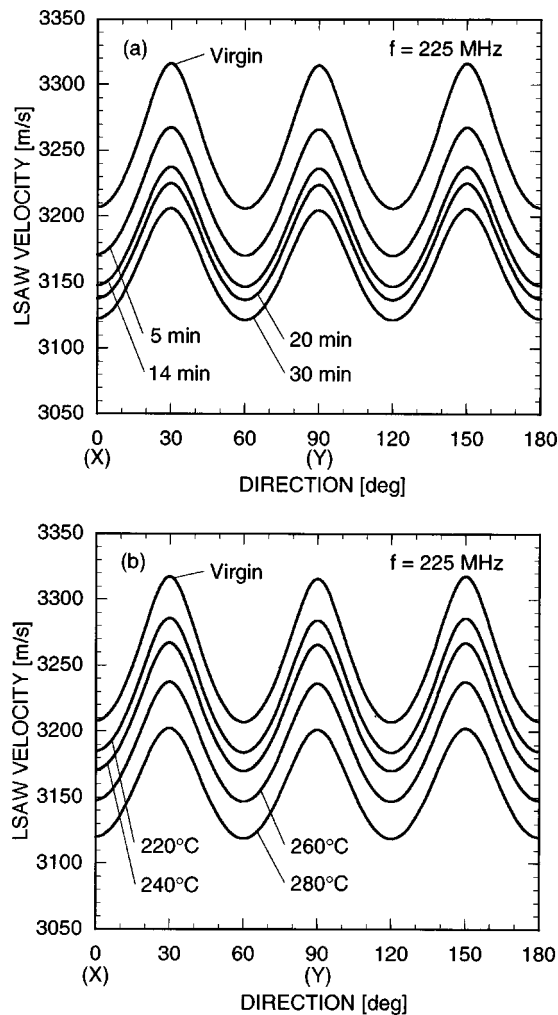 (a)
Virgin
f = 225 MHz
3350
3300
3250
3200
3150
3100
3050
LSAW VELOCITY [m/s]
5 min
14 min
20 min
30 min
0
30
60
90
120
150
180
(X)
(Y)
DIRECTION [deg]
(b)
Virgin
f = 225 MHz
3350
3300
3250
3200
3150
3100
3050
LSAW VELOCITY [m/s]
220°C
240°C
260°C
280°C
0
30
60
90
120
150
180
(X)
(Y)
DIRECTION [deg]